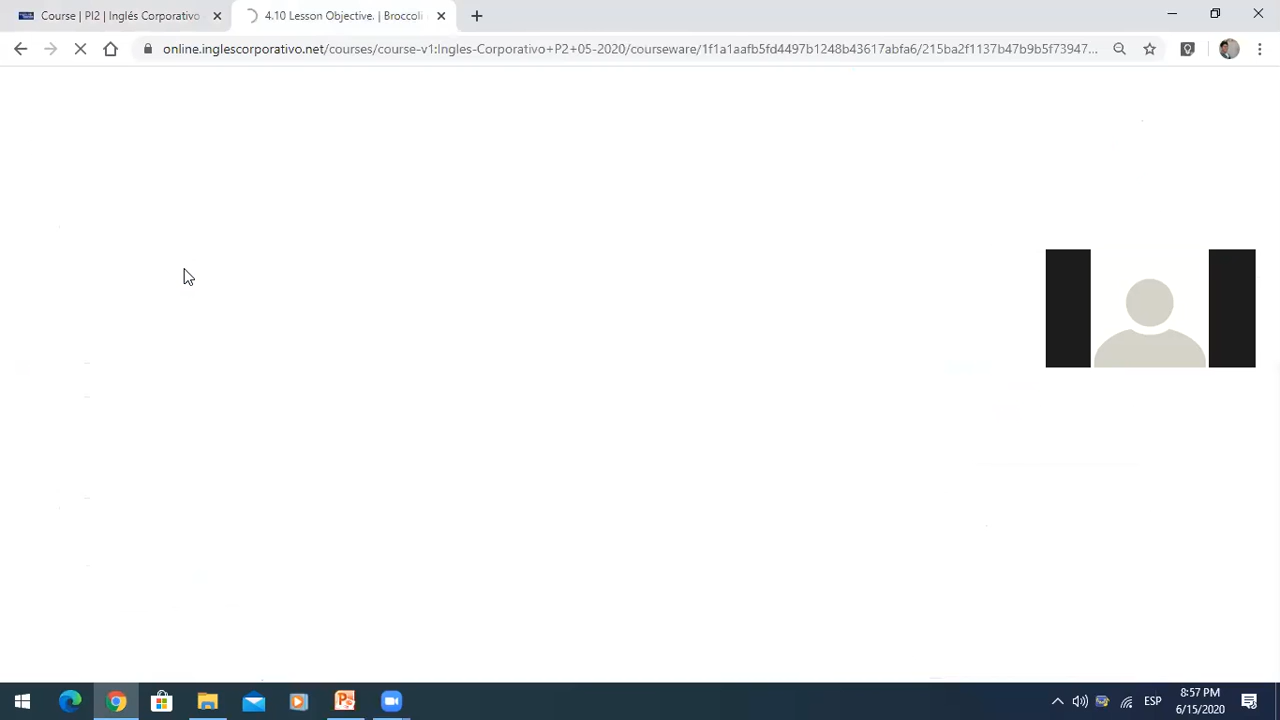 Course | PI2 | Inglés Corporativo
4.10 Lesson Objective. | Broccoli
online.inglescorporativo.net/courses/course-v1:Ingles-Corporativo+P2+05-2020/courseware/1f1a1aafb5fd4497b1248b43617abfa6/215ba2f1137b47b9b5f73947...
ESP
8:57 PM
6/15/2020